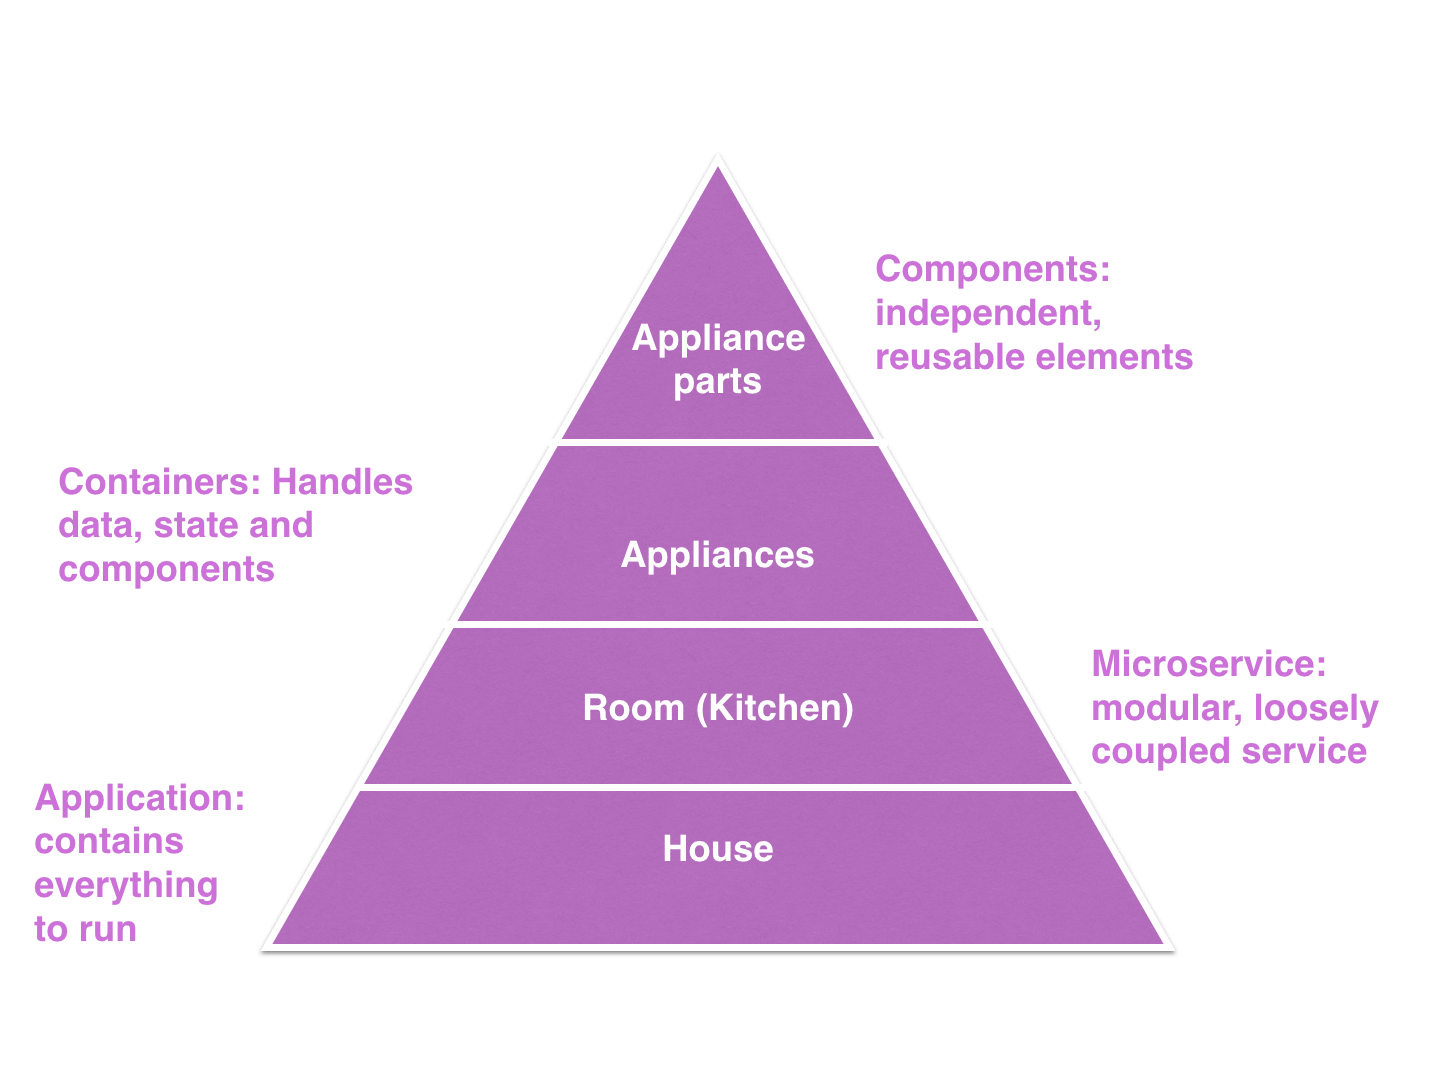 Components:
independent,
reusable elements
Appliance
parts
Containers: Handles
data, state and
components
Appliances
Microservice:
modular, loosely
coupled service
Room (Kitchen)
Application:
contains
everything
to run
House